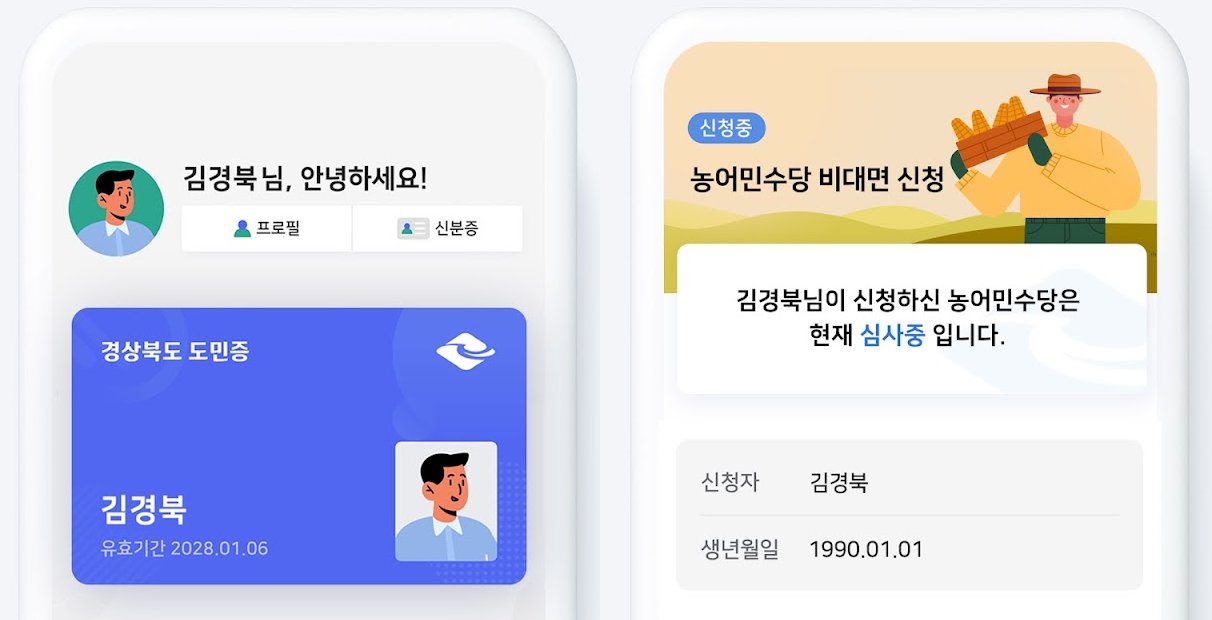 김경북 님, 안녕하세요!
프로필
신분증
경상북도 도민증
김경북
유효기간 2028.01.06
신청중
농어민수당 비대면 신청
김경북님이 신청하신 농어민수당은
현재 심사중 입니다.
신청자 김경북
생년월일 1990.01.01